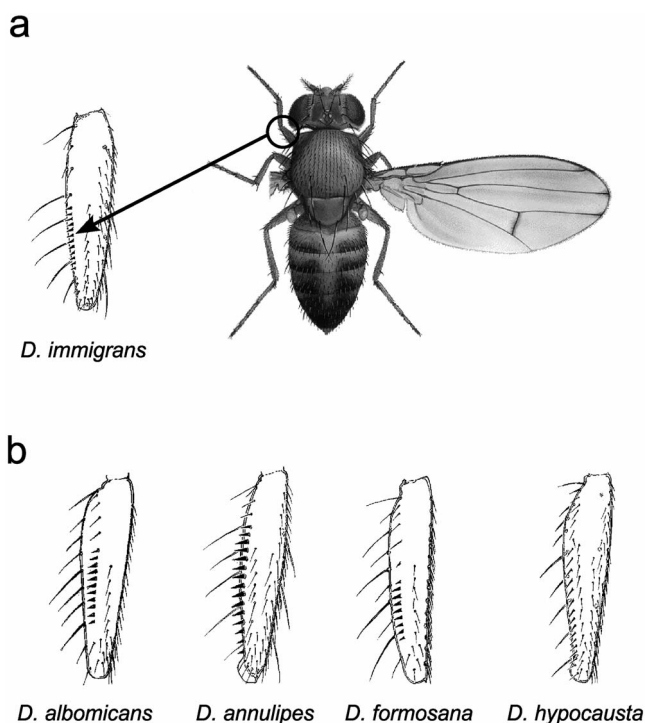 a
D. immigrans
b
D. albomicans D. annulipes D. formosana D. hypocausta